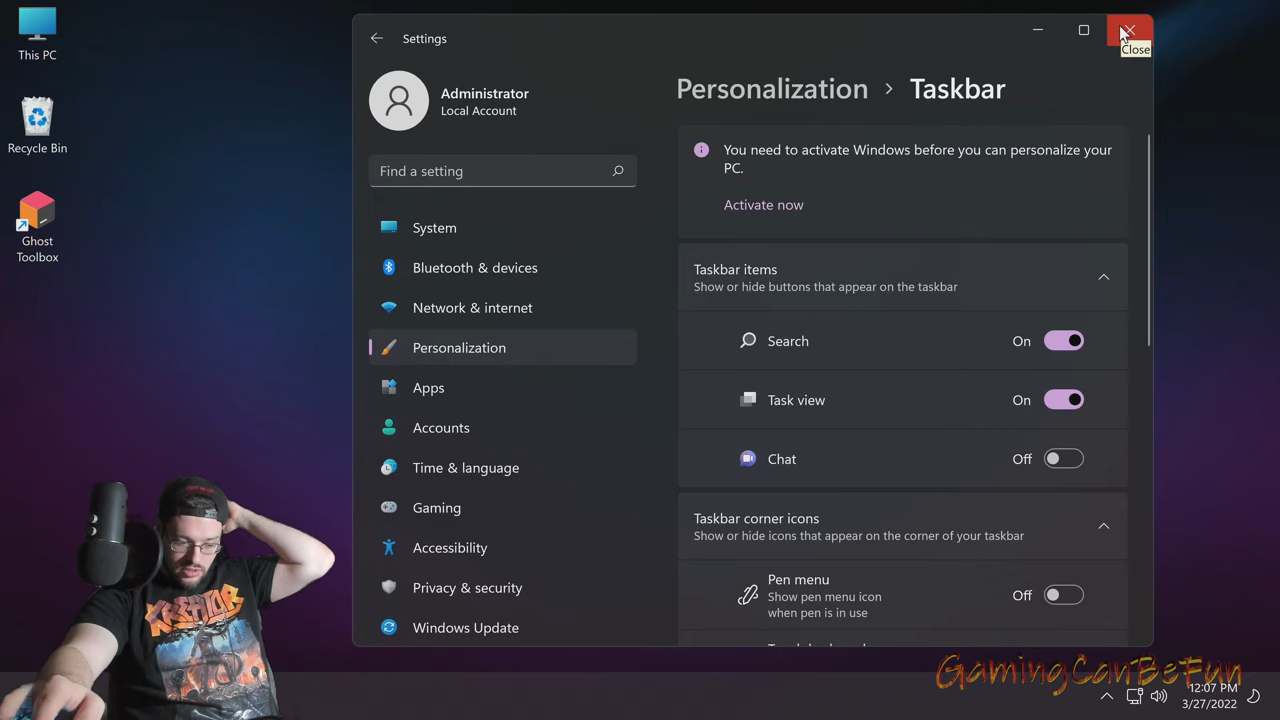 This PC
Recycle Bin
Ghost
Toolbox
Settings
Close
Administrator
Local Account
Find a setting
System
Bluetooth & devices
Network & internet
Personalization
Apps
Accounts
Time & language
Gaming
Accessibility
Privacy & security
Windows Update
Personalization > Taskbar
You need to activate Windows before you can personalize your
PC.
Activate now
Taskbar items
Show or hide buttons that appear on the taskbar
Search On
Task view On
Chat Off
Taskbar corner icons
Show or hide icons that appear on the corner of your taskbar
Pen menu
Show pen menu icon
when pen is in use
Off
KREATOR
GamingCanBeFun
12:07 PM
3/27/2022